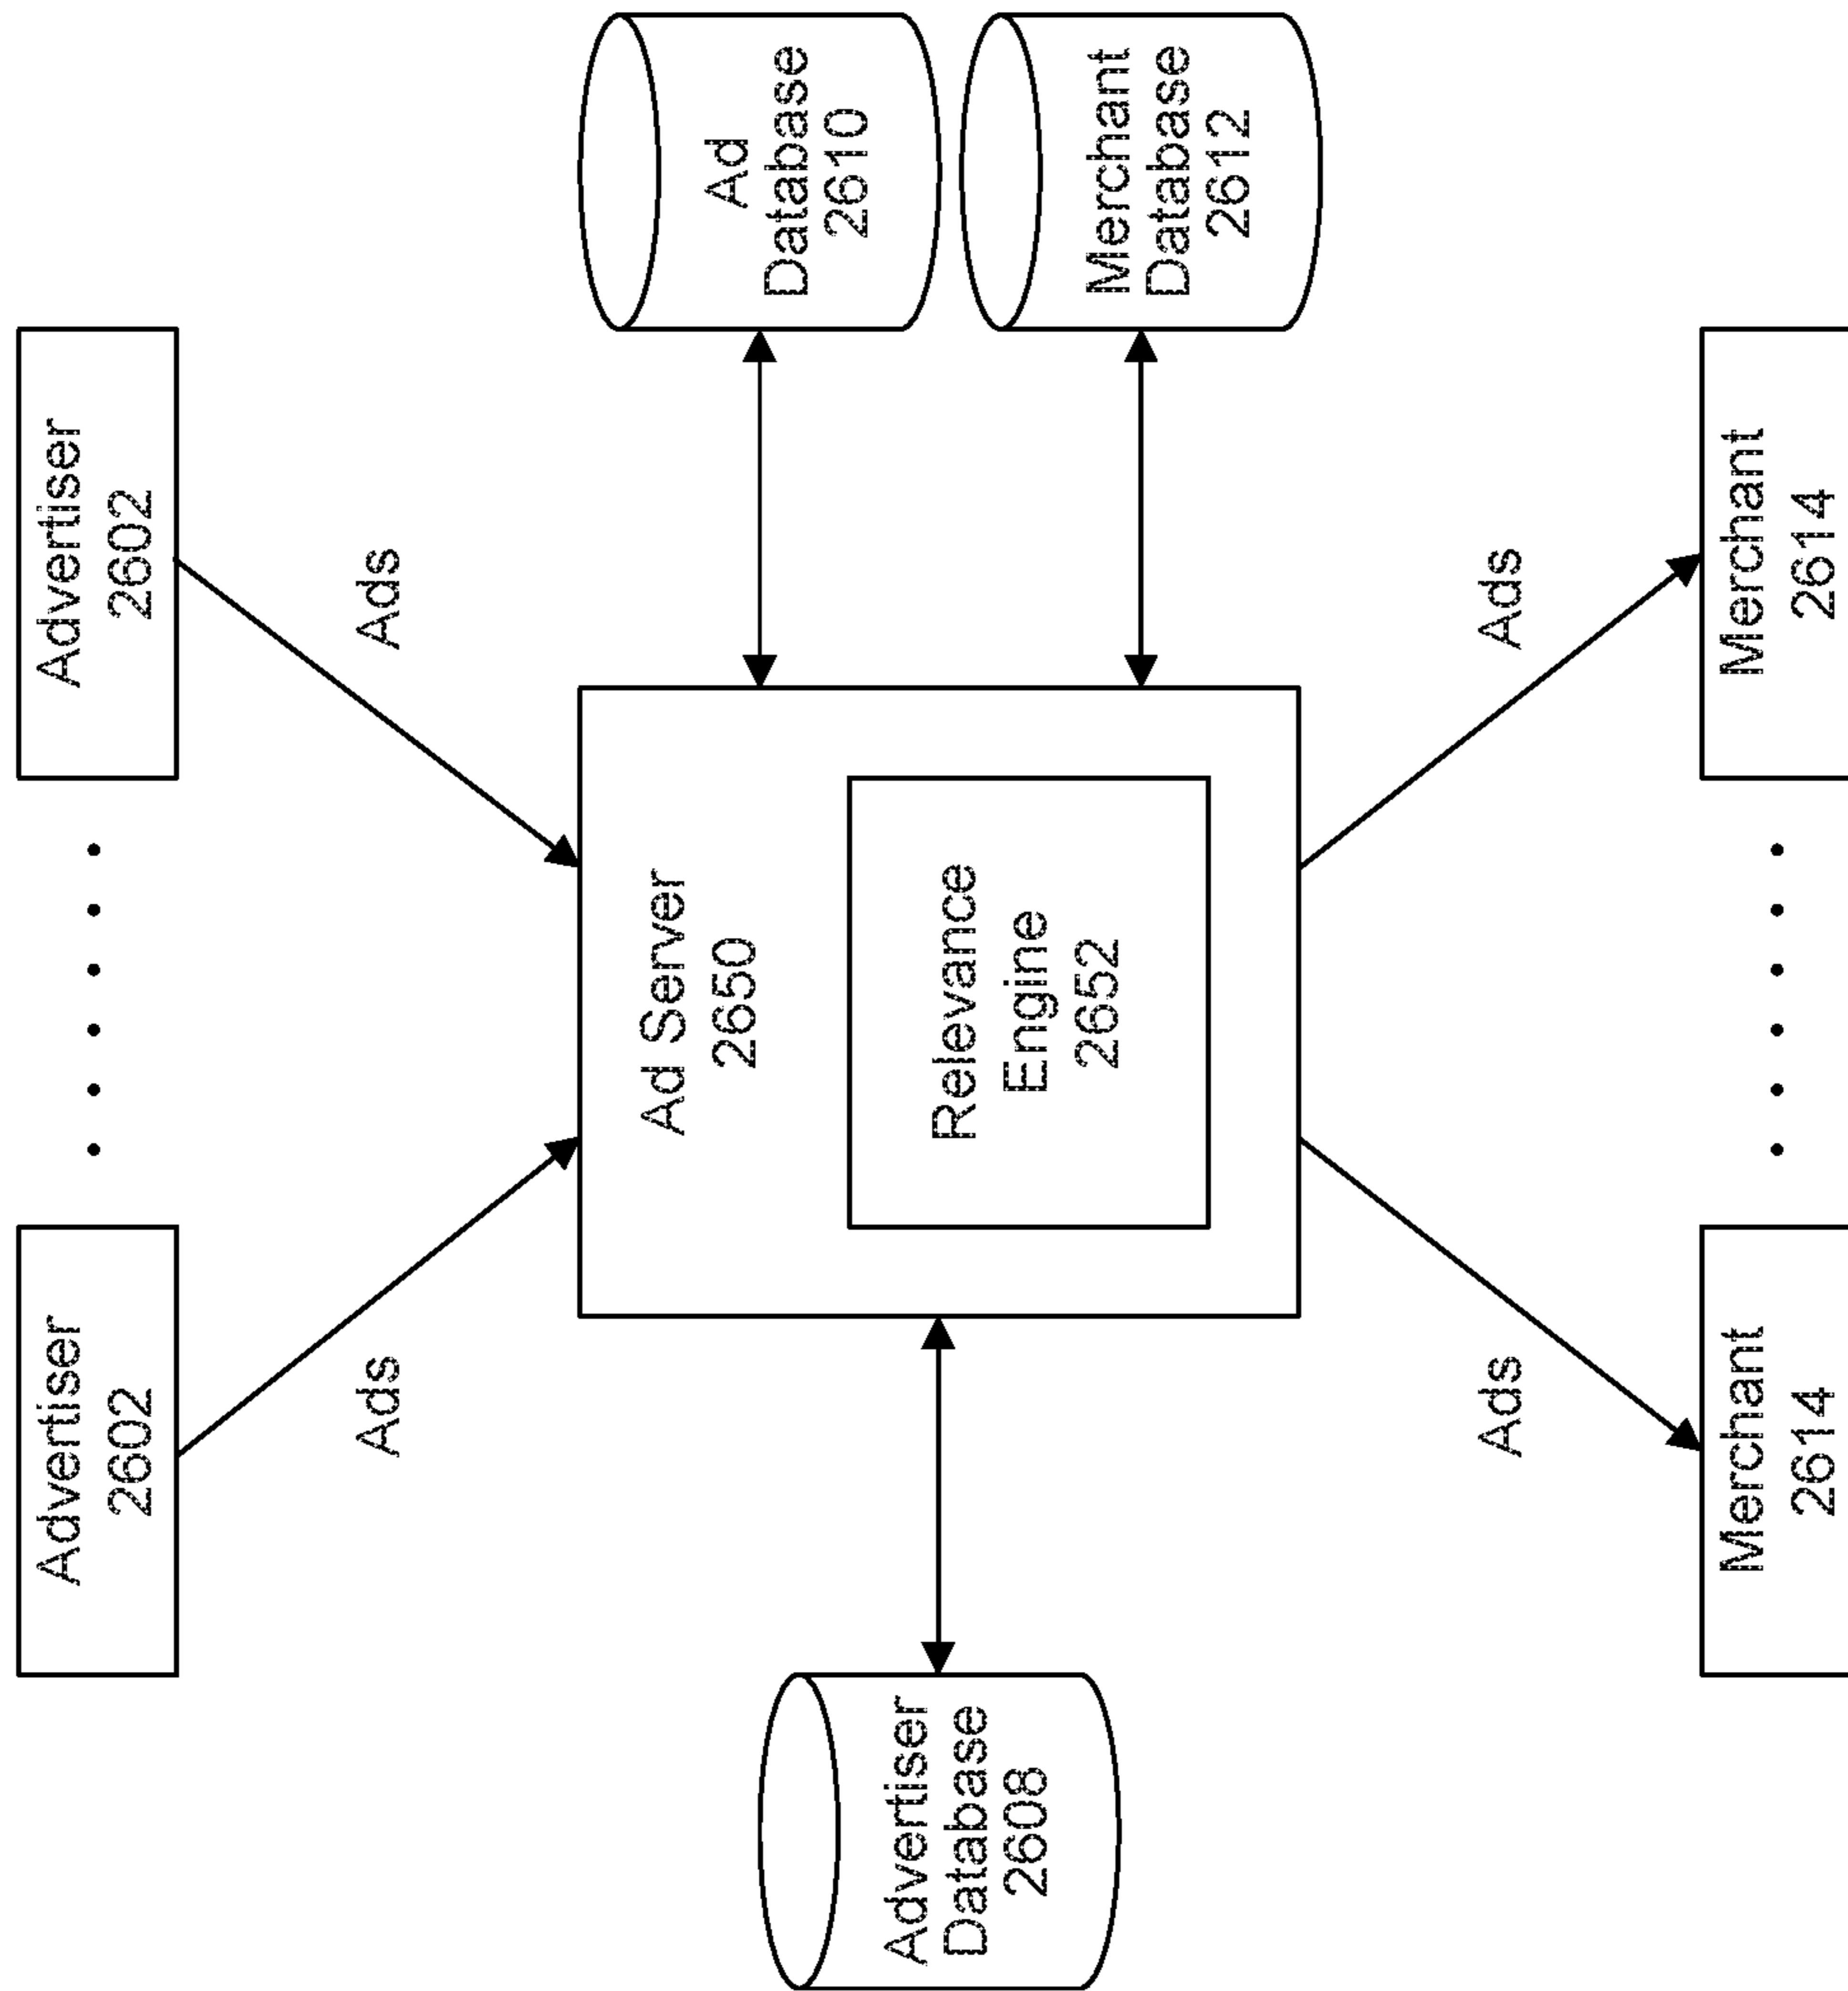 Advertiser
2602
Advertiser
2602
Ads
Ads
Advertiser
Database
2608
Ad Server
2650
Relevance
Engine
2652
Ad
Database
2610
Merchant
Database
2612
Ads
Ads
Merchant
2614
Merchant
2614